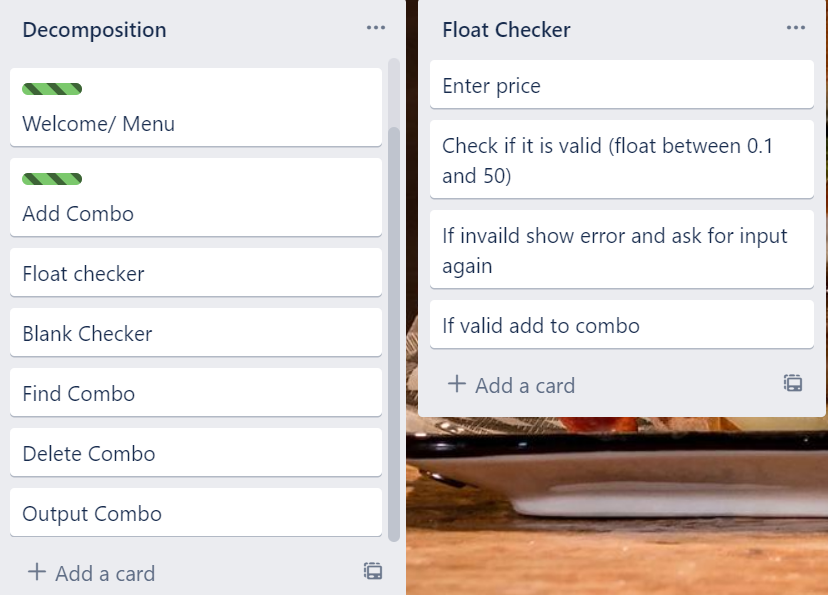 Decomposition
Welcome/ Menu
Add Combo
Float checker
Blank Checker
Find Combo
Delete Combo
Output Combo
+ Add a card
Float Checker
Enter price
Check if it is valid (float between 0.1
and 50)
If invaild show error and ask for input
again
If valid add to combo
+ Add a card